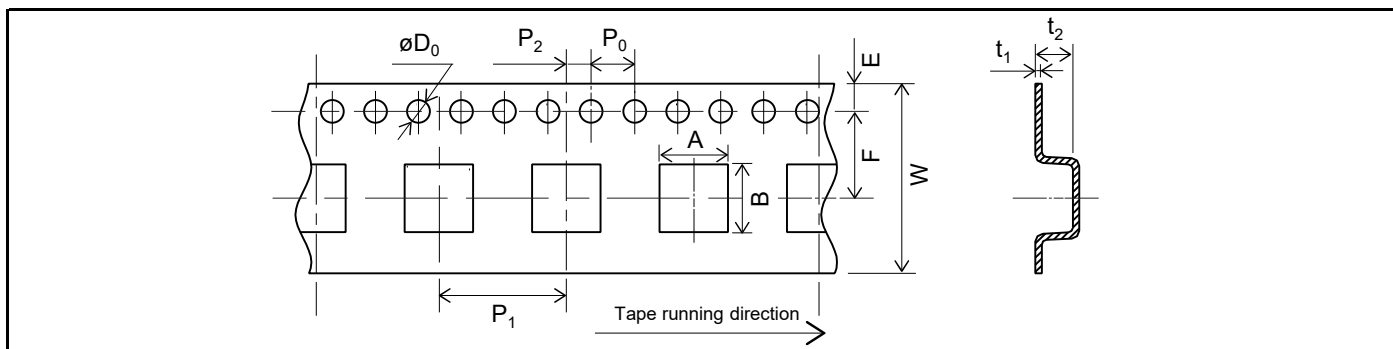 øD₀
P₂
P₀
E
t₁
t₂
A
F
B
W
P₁
Tape running direction